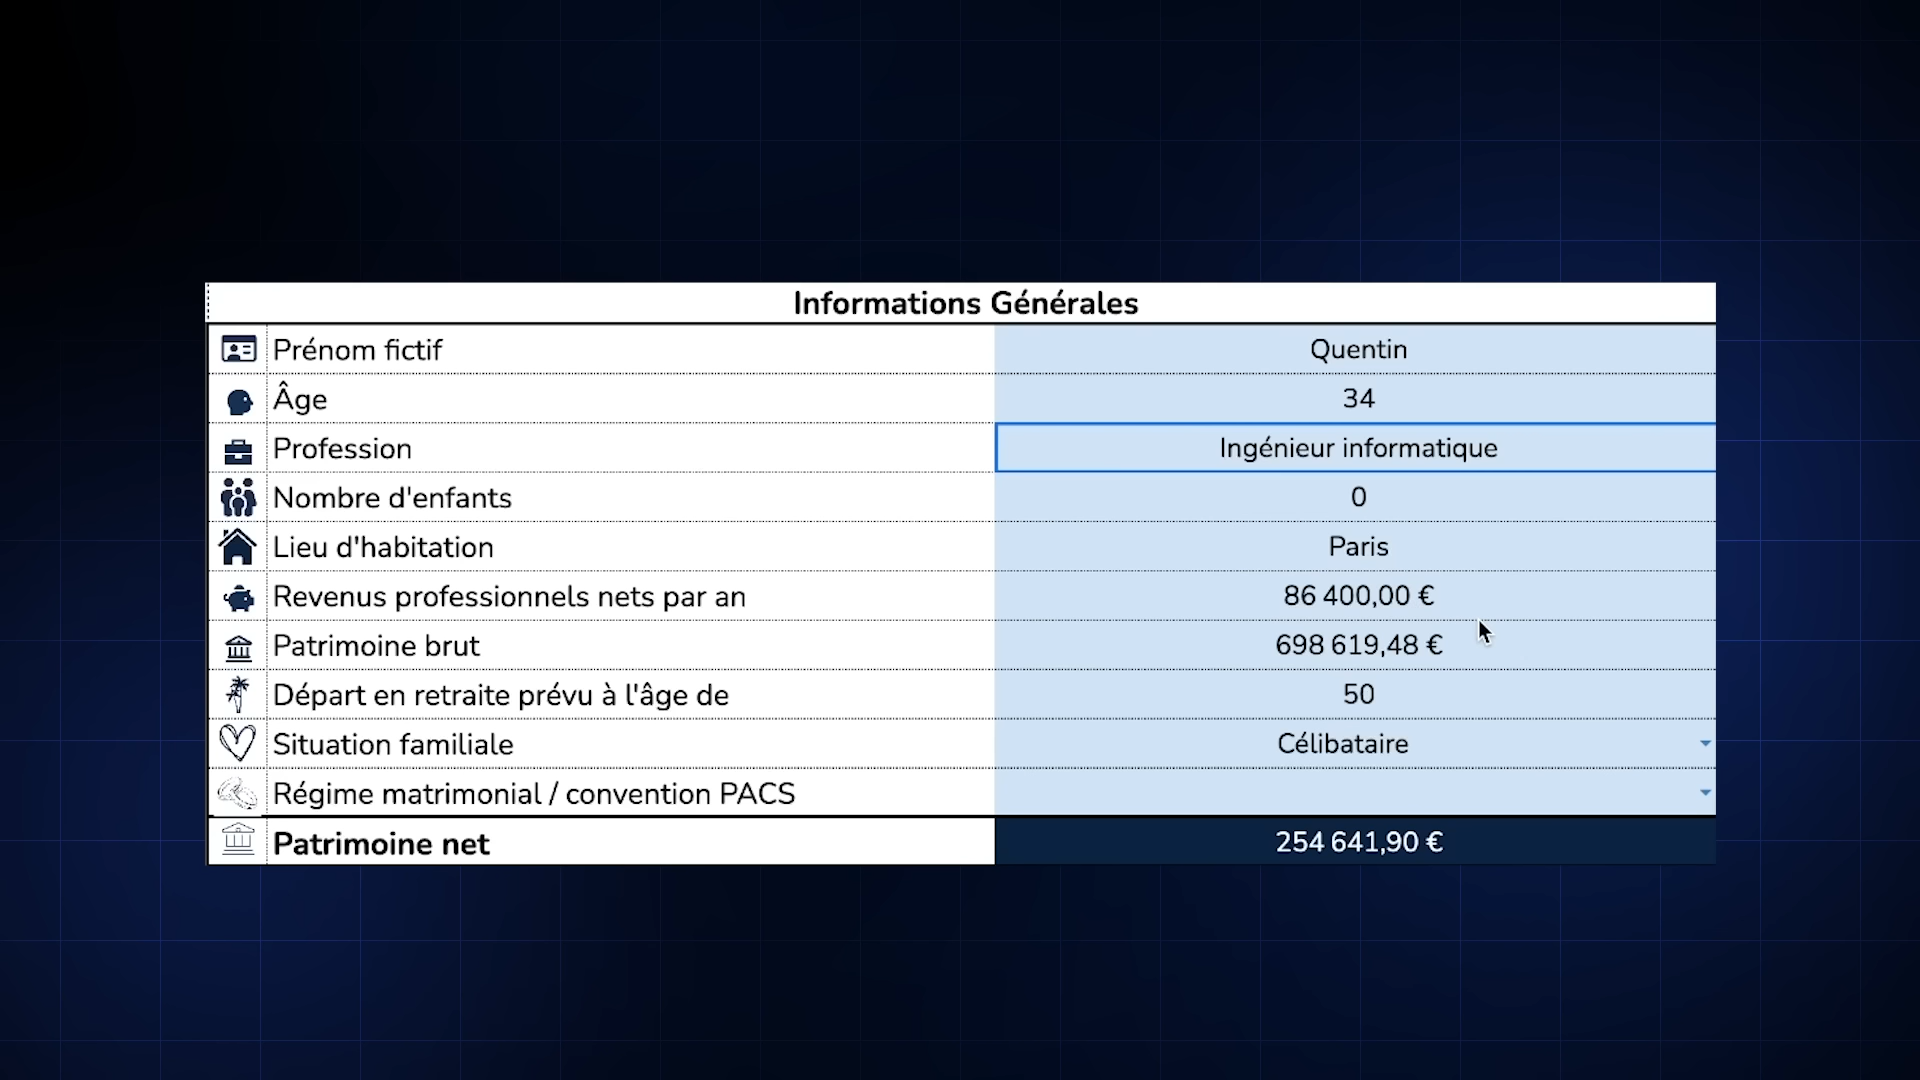 Informations Générales
Prénom fictif Quentin
Âge 34
Profession Ingénieur informatique
Nombre d'enfants 0
Lieu d'habitation Paris
Revenus professionnels nets par an 86 400,00 €
Patrimoine brut 698 619,48 €
Départ en retraite prévu à l'âge de 50
Situation familiale Célibataire
Régime matrimonial / convention PACS
Patrimoine net 254 641,90 €